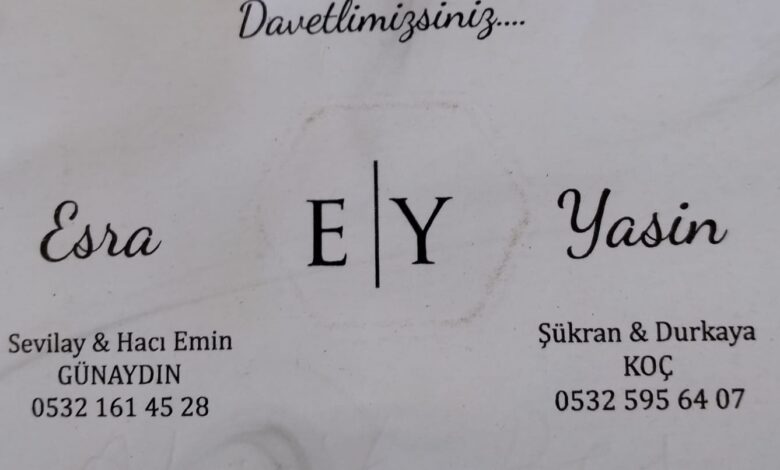 Davetlimizsiniz....
Esra
E | Y
Yasin
Sevilay & Hacı Emin
GÜNAYDIN
0532 161 45 28
Şükran & Durkaya
KOÇ
0532 595 64 07